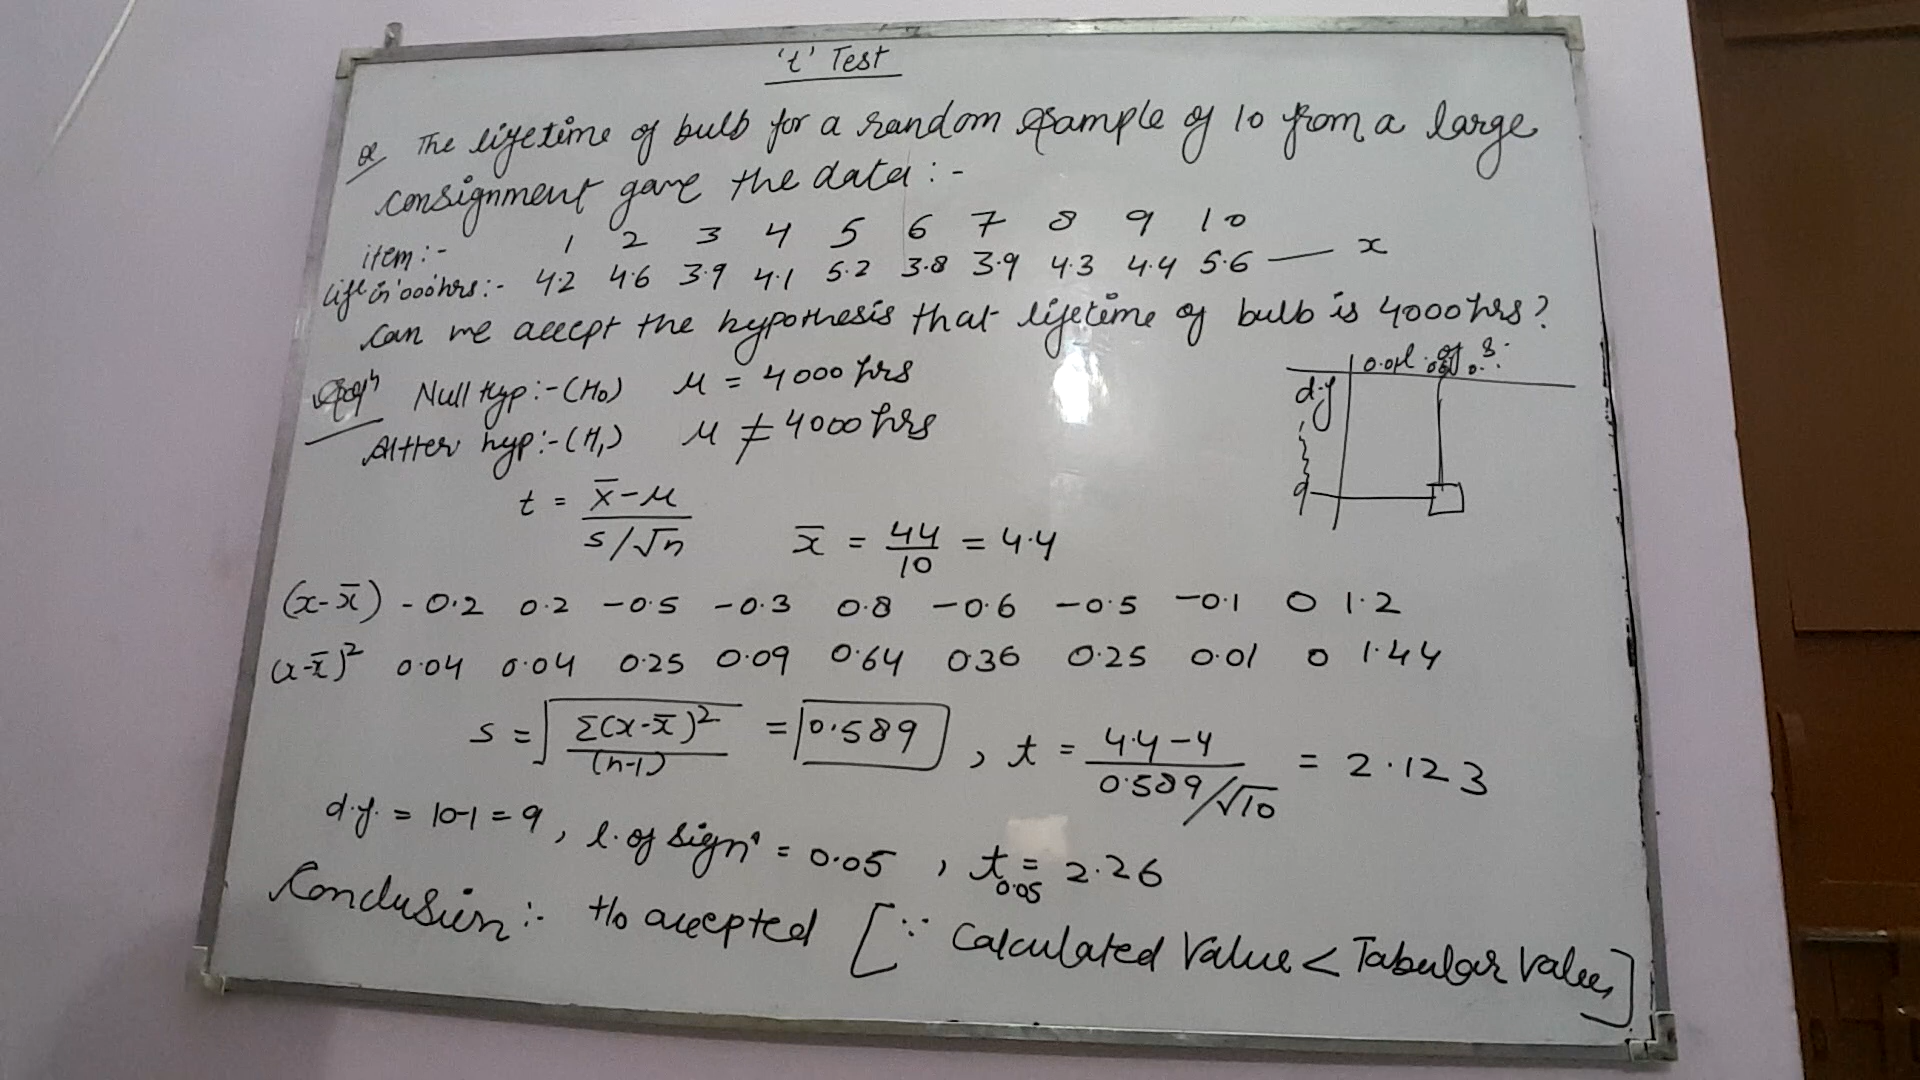 't' Test
Q. The lifetime of bulb for a random sample of 10 from a large
consignment gave the data :-
item :- 1 2 3 4 5 6 7 8 9 10
Life in '000 hrs :- 4.2 4.6 3.9 4.1 5.2 3.8 3.9 4.3 4.4 5.6 — x
Can we accept the hypothesis that lifetime of bulb is 4000 hrs?
Null Hyp :- (H₀) μ = 4000 hrs
Alter hyp :- (H₁) μ ≠ 4000 hrs
d.f
9
t = x̄-μ / s/√n
x̄ = 44/10 = 4.4
(x-x̄) -0.2 0.2 -0.5 -0.3 0.8 -0.6 -0.5 -0.1 0 1.2
(x-x̄)² 0.04 0.04 0.25 0.09 0.64 0.36 0.25 0.01 0 1.44
s = √Σ(x-x̄)²/(n-1) = 0.589 , t = 4.4-4 / 0.589/√10 = 2.123
d.f. = 10-1 = 9 , l. of signⁿ = 0.05 , t₀.₀₅ = 2.26
Conclusion :- H₀ accepted [∵ Calculated Value < Tabular Value]